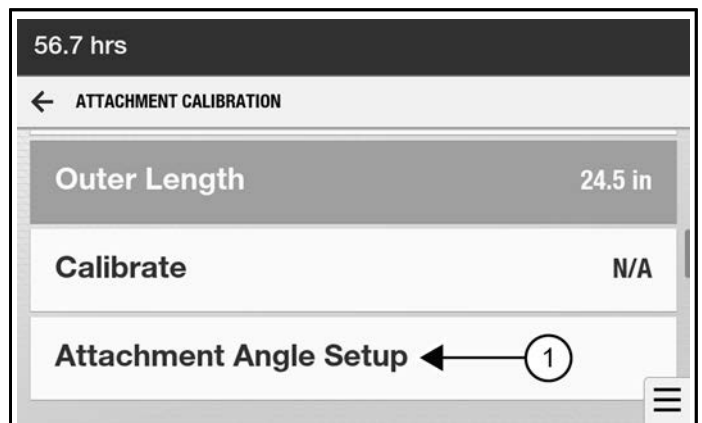 56.7 hrs
← ATTACHMENT CALIBRATION
Outer Length 24.5 in
Calibrate N/A
Attachment Angle Setup 1